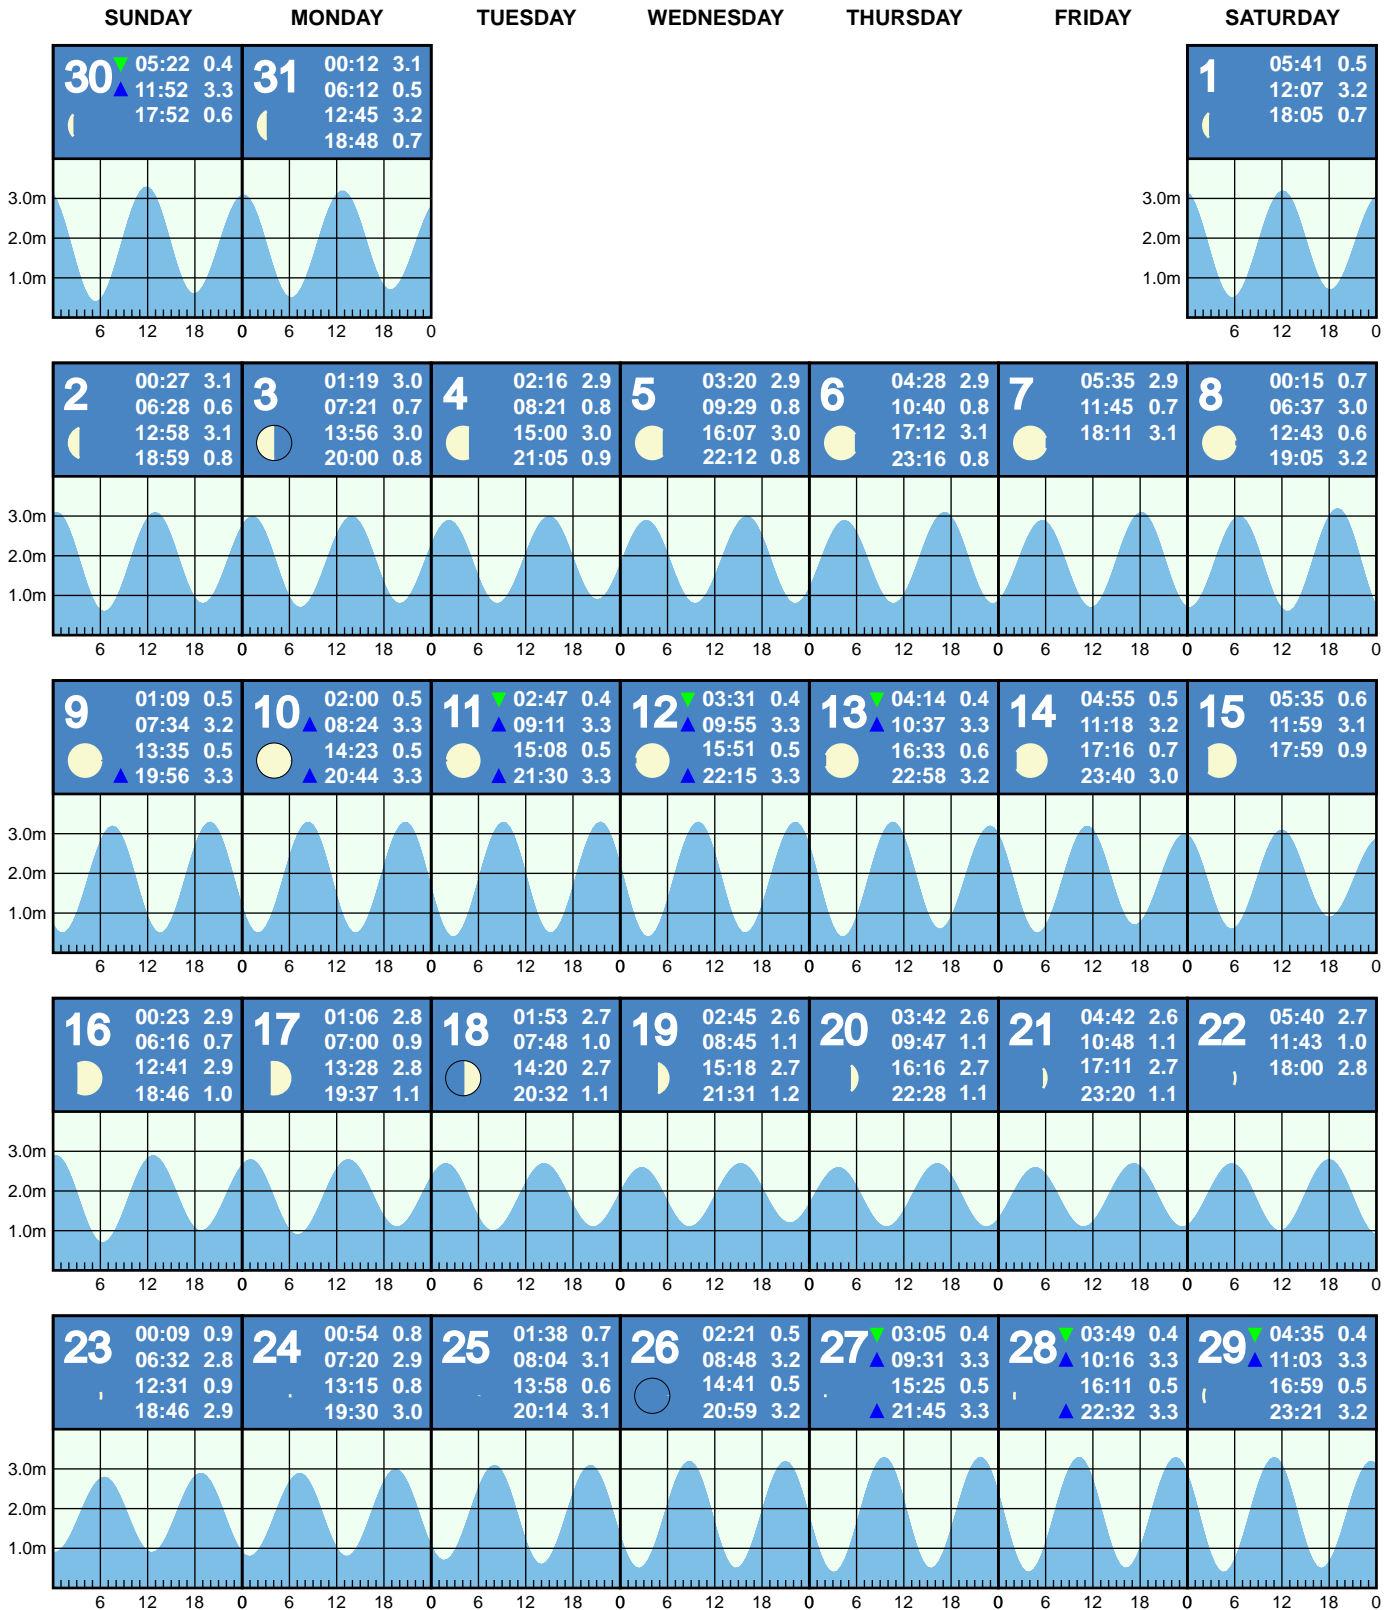 SUNDAY MONDAY TUESDAY WEDNESDAY THURSDAY FRIDAY SATURDAY
30 05:22 0.4
11:52 3.3
17:52 0.6
31 00:12 3.1
06:12 0.5
12:45 3.2
18:48 0.7
1 05:41 0.5
12:07 3.2
18:05 0.7
3.0m
2.0m
1.0m
6 12 18 0 6 12 18 0
3.0m
2.0m
1.0m
6 12 18 0
2 00:27 3.1
06:28 0.6
12:58 3.1
18:59 0.8
3 01:19 3.0
07:21 0.7
13:56 3.0
20:00 0.8
4 02:16 2.9
08:21 0.8
15:00 3.0
21:05 0.9
5 03:20 2.9
09:29 0.8
16:07 3.0
22:12 0.8
6 04:28 2.9
10:40 0.8
17:12 3.1
23:16 0.8
7 05:35 2.9
11:45 0.7
18:11 3.1
8 00:15 0.7
06:37 3.0
12:43 0.6
19:05 3.2
3.0m
2.0m
1.0m
6 12 18 0 6 12 18 0 6 12 18 0 6 12 18 0 6 12 18 0 6 12 18 0 6 12 18 0
9 01:09 0.5
07:34 3.2
13:35 0.5
19:56 3.3
10 02:00 0.5
08:24 3.3
14:23 0.5
20:44 3.3
11 02:47 0.4
09:11 3.3
15:08 0.5
21:30 3.3
12 03:31 0.4
09:55 3.3
15:51 0.5
22:15 3.3
13 04:14 0.4
10:37 3.3
16:33 0.6
22:58 3.2
14 04:55 0.5
11:18 3.2
17:16 0.7
23:40 3.0
15 05:35 0.6
11:59 3.1
17:59 0.9
3.0m
2.0m
1.0m
6 12 18 0 6 12 18 0 6 12 18 0 6 12 18 0 6 12 18 0 6 12 18 0 6 12 18 0
16 00:23 2.9
06:16 0.7
12:41 2.9
18:46 1.0
17 01:06 2.8
07:00 0.9
13:28 2.8
19:37 1.1
18 01:53 2.7
07:48 1.0
14:20 2.7
20:32 1.1
19 02:45 2.6
08:45 1.1
15:18 2.7
21:31 1.2
20 03:42 2.6
09:47 1.1
16:16 2.7
22:28 1.1
21 04:42 2.6
10:48 1.1
17:11 2.7
23:20 1.1
22 05:40 2.7
11:43 1.0
18:00 2.8
3.0m
2.0m
1.0m
6 12 18 0 6 12 18 0 6 12 18 0 6 12 18 0 6 12 18 0 6 12 18 0 6 12 18 0
23 00:09 0.9
06:32 2.8
12:31 0.9
18:46 2.9
24 00:54 0.8
07:20 2.9
13:15 0.8
19:30 3.0
25 01:38 0.7
08:04 3.1
13:58 0.6
20:14 3.1
26 02:21 0.5
08:48 3.2
14:41 0.5
20:59 3.2
27 03:05 0.4
09:31 3.3
15:25 0.5
21:45 3.3
28 03:49 0.4
10:16 3.3
16:11 0.5
22:32 3.3
29 04:35 0.4
11:03 3.3
16:59 0.5
23:21 3.2
3.0m
2.0m
1.0m
6 12 18 0 6 12 18 0 6 12 18 0 6 12 18 0 6 12 18 0 6 12 18 0 6 12 18 0